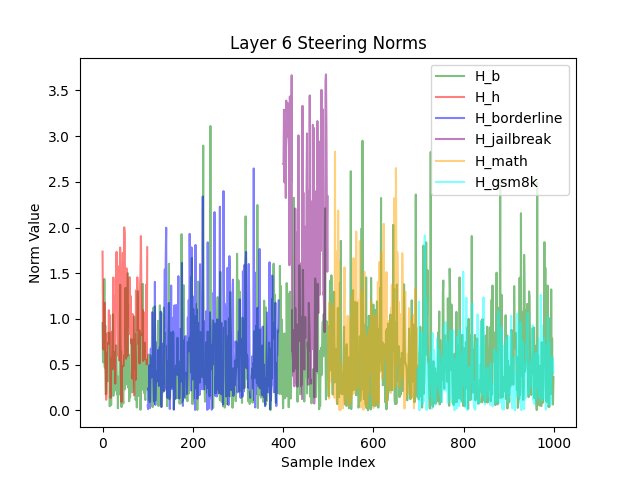 Layer 6 Steering Norms
H_b
H_h
H_borderline
H_jailbreak
H_math
H_gsm8k
Norm Value
3.5
3.0
2.5
2.0
1.5
1.0
0.5
0.0
0
200
400
600
800
1000
Sample Index